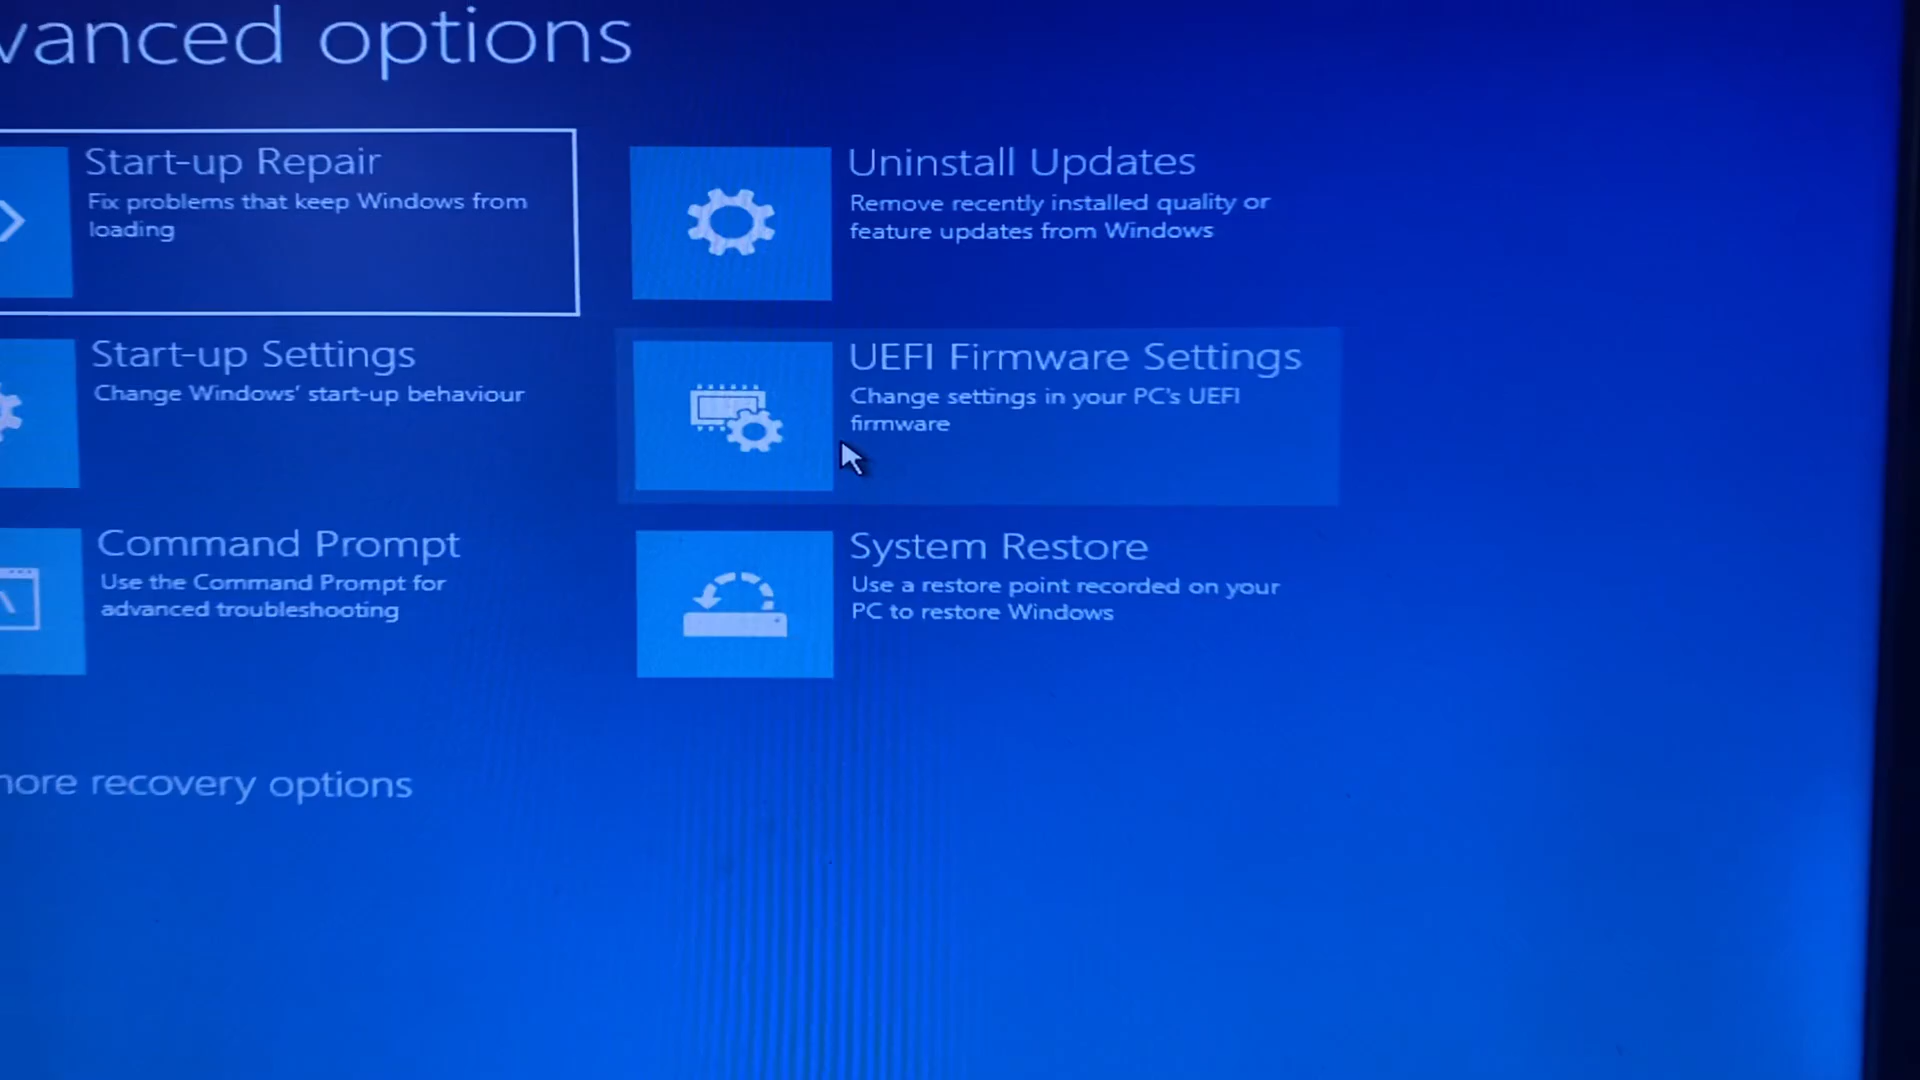 vanced options
Start-up Repair
Fix problems that keep Windows from
loading
Uninstall Updates
Remove recently installed quality or
feature updates from Windows
Start-up Settings
Change Windows' start-up behaviour
UEFI Firmware Settings
Change settings in your PC's UEFI
firmware
Command Prompt
Use the Command Prompt for
advanced troubleshooting
System Restore
Use a restore point recorded on your
PC to restore Windows
more recovery options